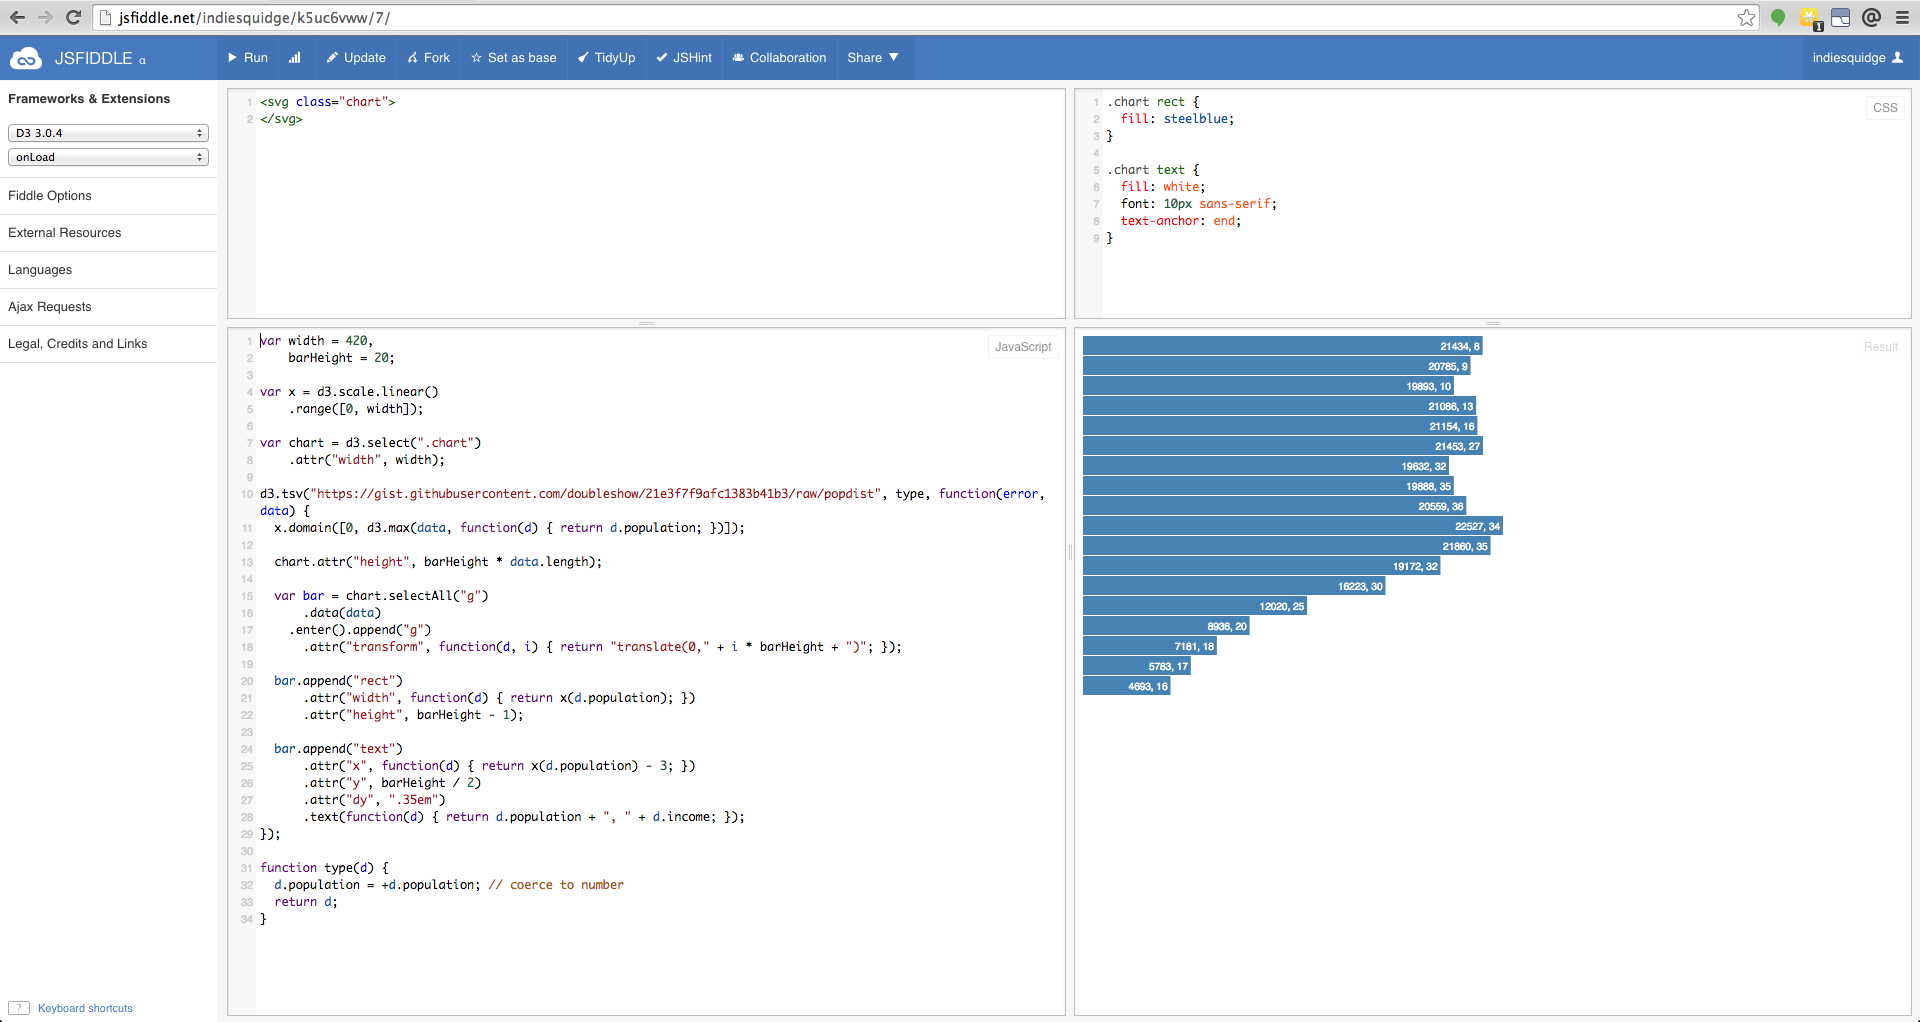 jsfiddle.net/indiesquidge/k5uc6vww/7/
1
JSFIDDLE α
Run
Update
Fork
Set as base
TidyUp
JSHint
Collaboration
Share ▼
indiesquidge
Frameworks & Extensions
D3 3.0.4
onLoad
Fiddle Options
External Resources
Languages
Ajax Requests
Legal, Credits and Links
? Keyboard shortcuts
1 <svg class="chart">
2 </svg>
CSS
1 .chart rect {
2   fill: steelblue;
3 }
4
5 .chart text {
6   fill: white;
7   font: 10px sans-serif;
8   text-anchor: end;
9 }
JavaScript
1 var width = 420,
2     barHeight = 20;
3
4 var x = d3.scale.linear()
5     .range([0, width]);
6
7 var chart = d3.select(".chart")
8     .attr("width", width);
9
10 d3.tsv("https://gist.githubusercontent.com/doubleshow/21e3f7f9afc1383b41b3/raw/popdist", type, function(error,
data) {
11   x.domain([0, d3.max(data, function(d) { return d.population; })]);
12
13   chart.attr("height", barHeight * data.length);
14
15   var bar = chart.selectAll("g")
16       .data(data)
17     .enter().append("g")
18       .attr("transform", function(d, i) { return "translate(0," + i * barHeight + ")"; });
19
20   bar.append("rect")
21       .attr("width", function(d) { return x(d.population); })
22       .attr("height", barHeight - 1);
23
24   bar.append("text")
25       .attr("x", function(d) { return x(d.population) - 3; })
26       .attr("y", barHeight / 2)
27       .attr("dy", ".35em")
28       .text(function(d) { return d.population + ", " + d.income; });
29 });
30
31 function type(d) {
32   d.population = +d.population; // coerce to number
33   return d;
34 }
Result
21434, 8
20785, 9
19893, 10
21086, 13
21154, 16
21453, 27
19632, 32
19888, 35
20559, 36
22527, 34
21860, 35
19172, 32
16223, 30
12020, 25
8936, 20
7181, 18
5783, 17
4693, 16